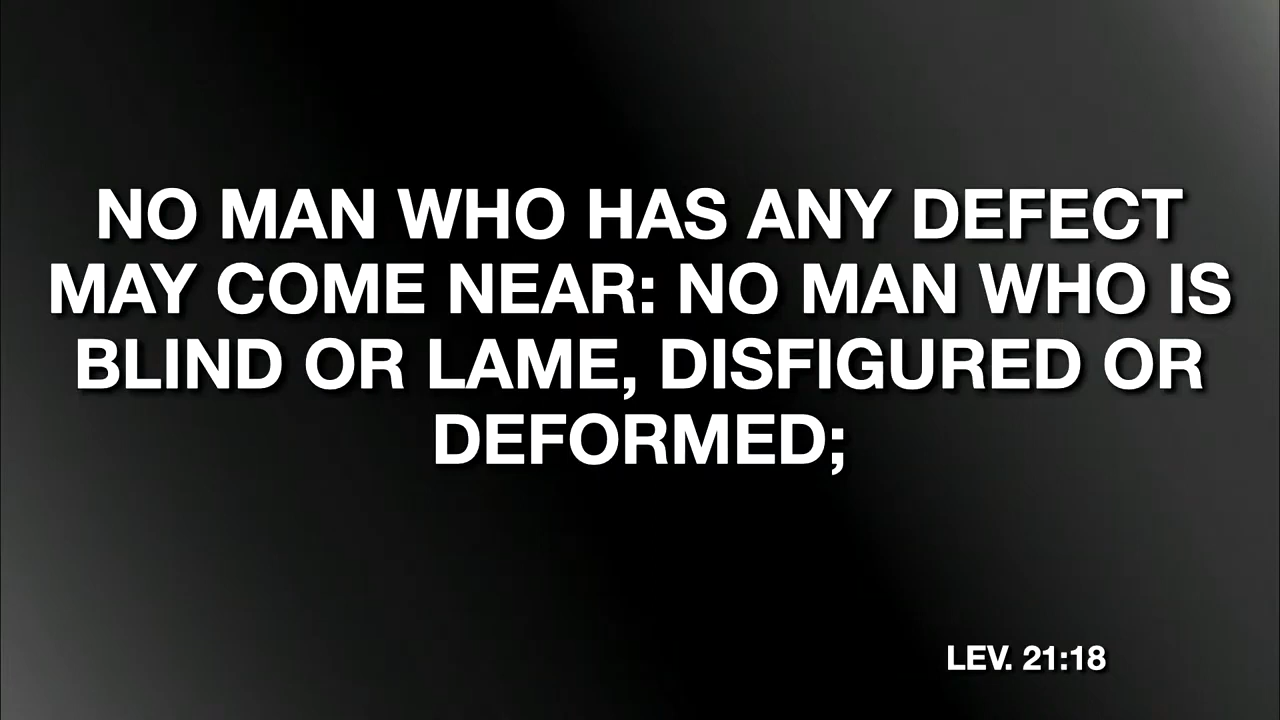 NO MAN WHO HAS ANY DEFECT
MAY COME NEAR: NO MAN WHO IS
BLIND OR LAME, DISFIGURED OR
DEFORMED;
LEV. 21:18